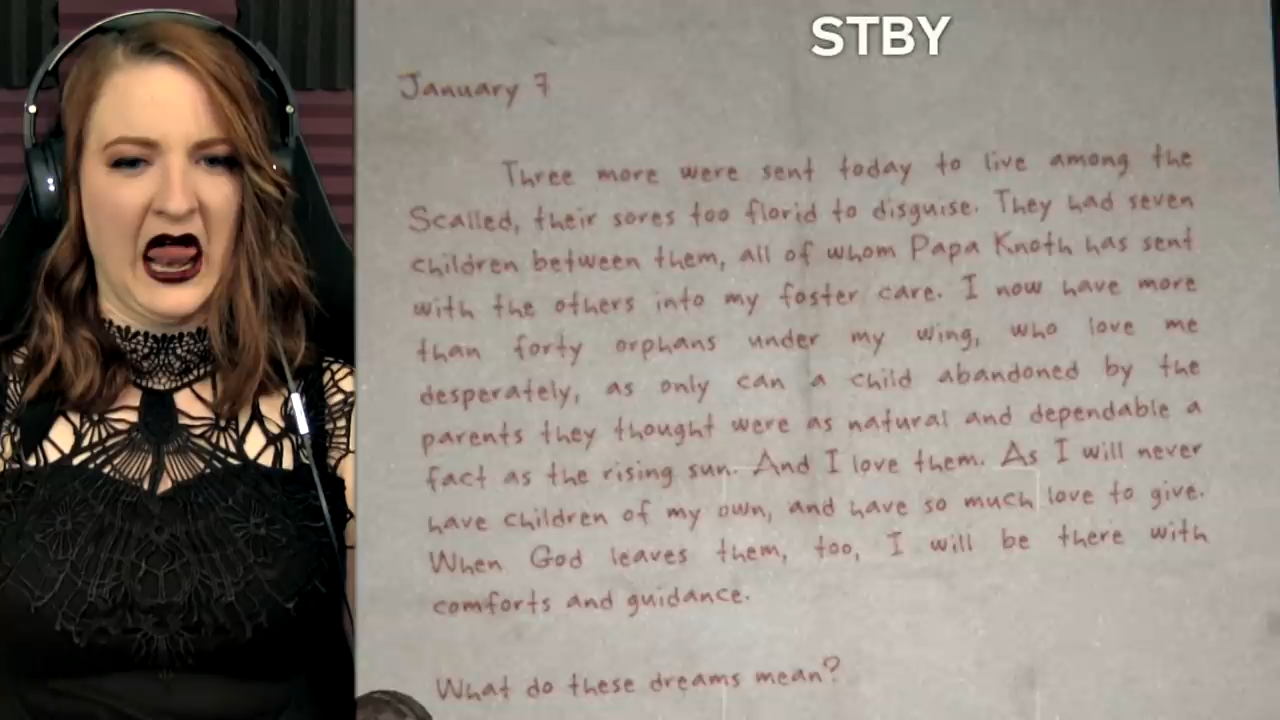 STBY
January 7
Three more were sent today to live among the
Scalled, their sores too florid to disguise. They had seven
children between them, all of whom Papa Knoth has sent
with the others into my foster care. I now have more
than forty orphans under my wing, who love me
desperately, as only can a child abandoned by the
parents they thought were as natural and dependable a
fact as the rising sun. And I love them. As I will never
have children of my own, and have so much love to give.
When God leaves them, too, I will be there with
comforts and guidance.
What do these dreams mean?